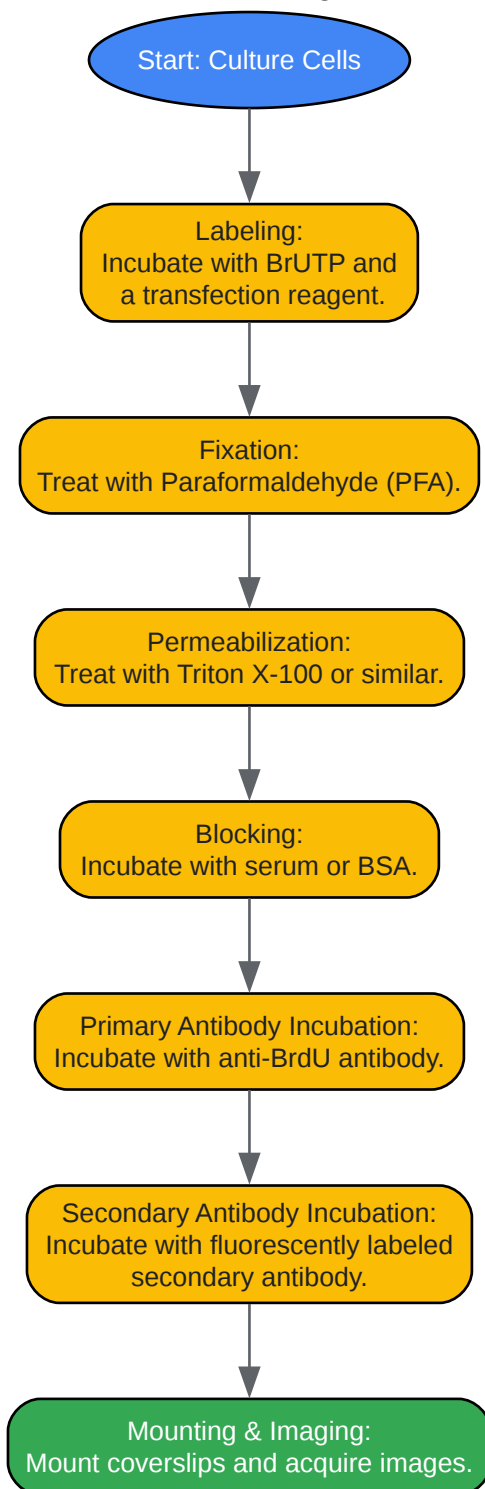 Start: Culture Cells
Labeling:
Incubate with BrUTP and
a transfection reagent.
Fixation:
Treat with Paraformaldehyde (PFA).
Permeabilization:
Treat with Triton X-100 or similar.
Blocking:
Incubate with serum or BSA.
Primary Antibody Incubation:
Incubate with anti-BrdU antibody.
Secondary Antibody Incubation:
Incubate with fluorescently labeled
secondary antibody.
Mounting & Imaging:
Mount coverslips and acquire images.